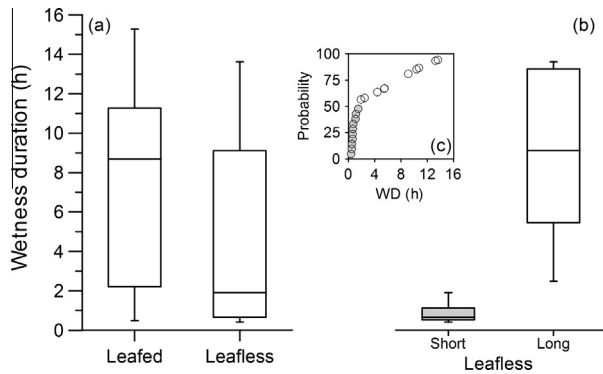 (a)
(b)
Wetness duration (h)
16
14
12
10
8
6
4
2
0
Leafed
Leafless
Probability
100
75
50
25
0
(c)
0
4
8
12
16
WD (h)
Short
Long
Leafless